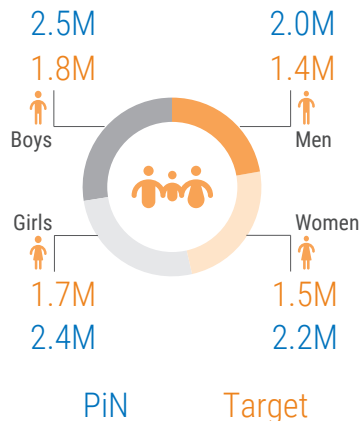 2.5M 2.0M
1.8M 1.4M
Boys Men
Girls Women
1.7M 1.5M
2.4M 2.2M
PiN Target